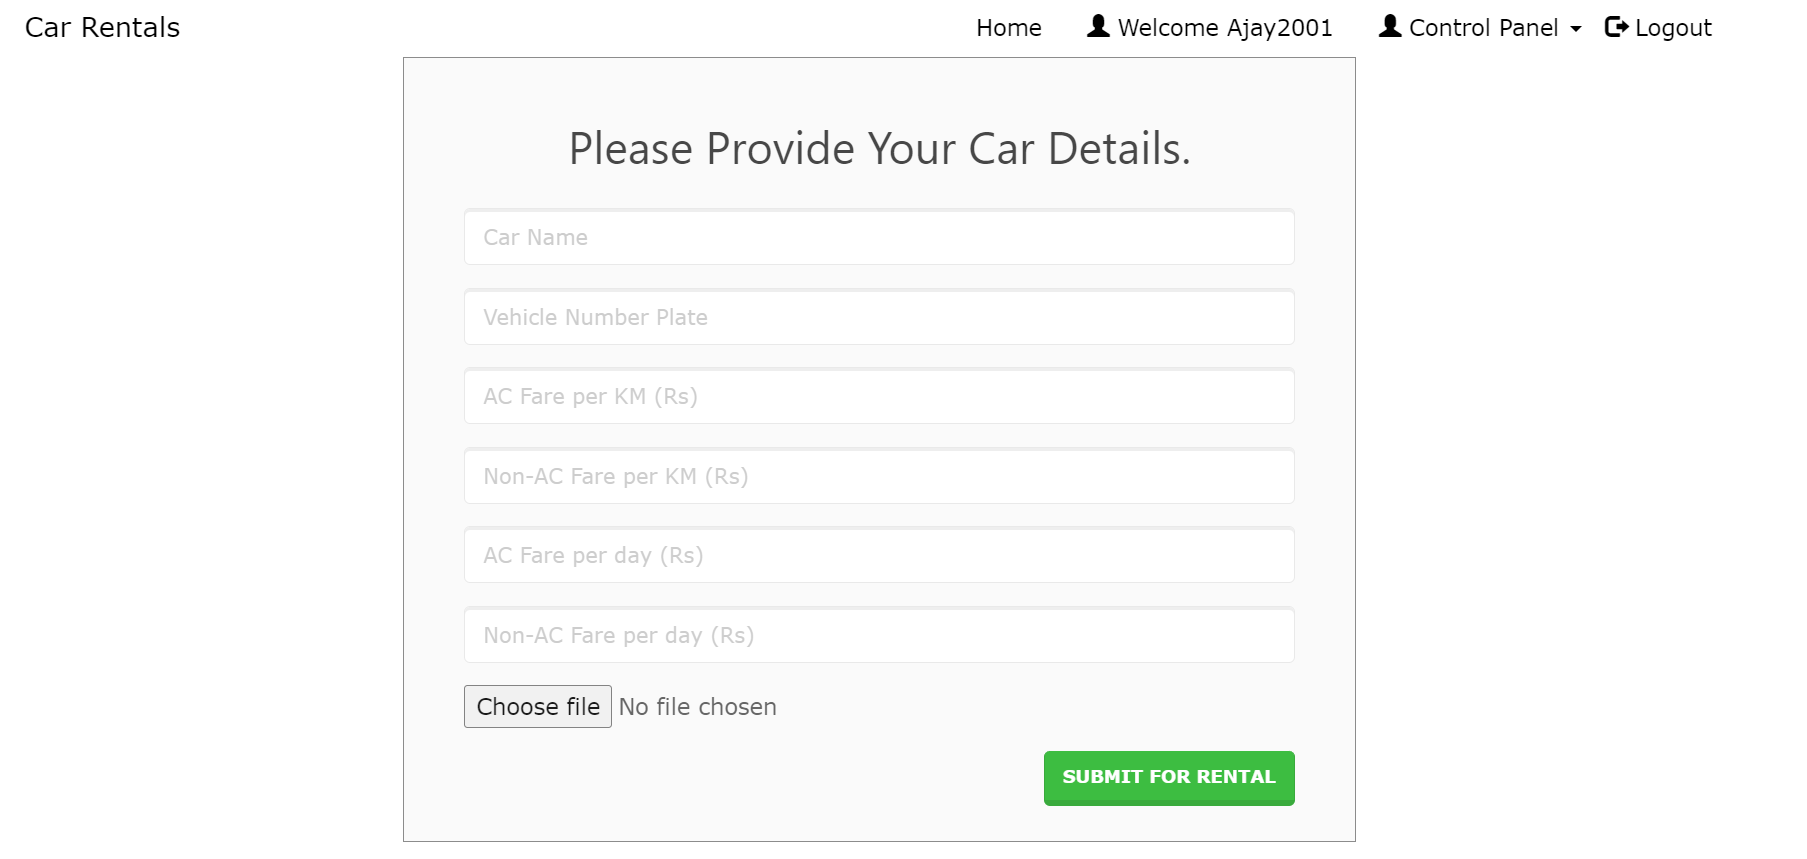 Car Rentals Home Welcome Ajay2001 Control Panel Logout
Please Provide Your Car Details.
Car Name
Vehicle Number Plate
AC Fare per KM (Rs)
Non-AC Fare per KM (Rs)
AC Fare per day (Rs)
Non-AC Fare per day (Rs)
Choose file No file chosen
SUBMIT FOR RENTAL